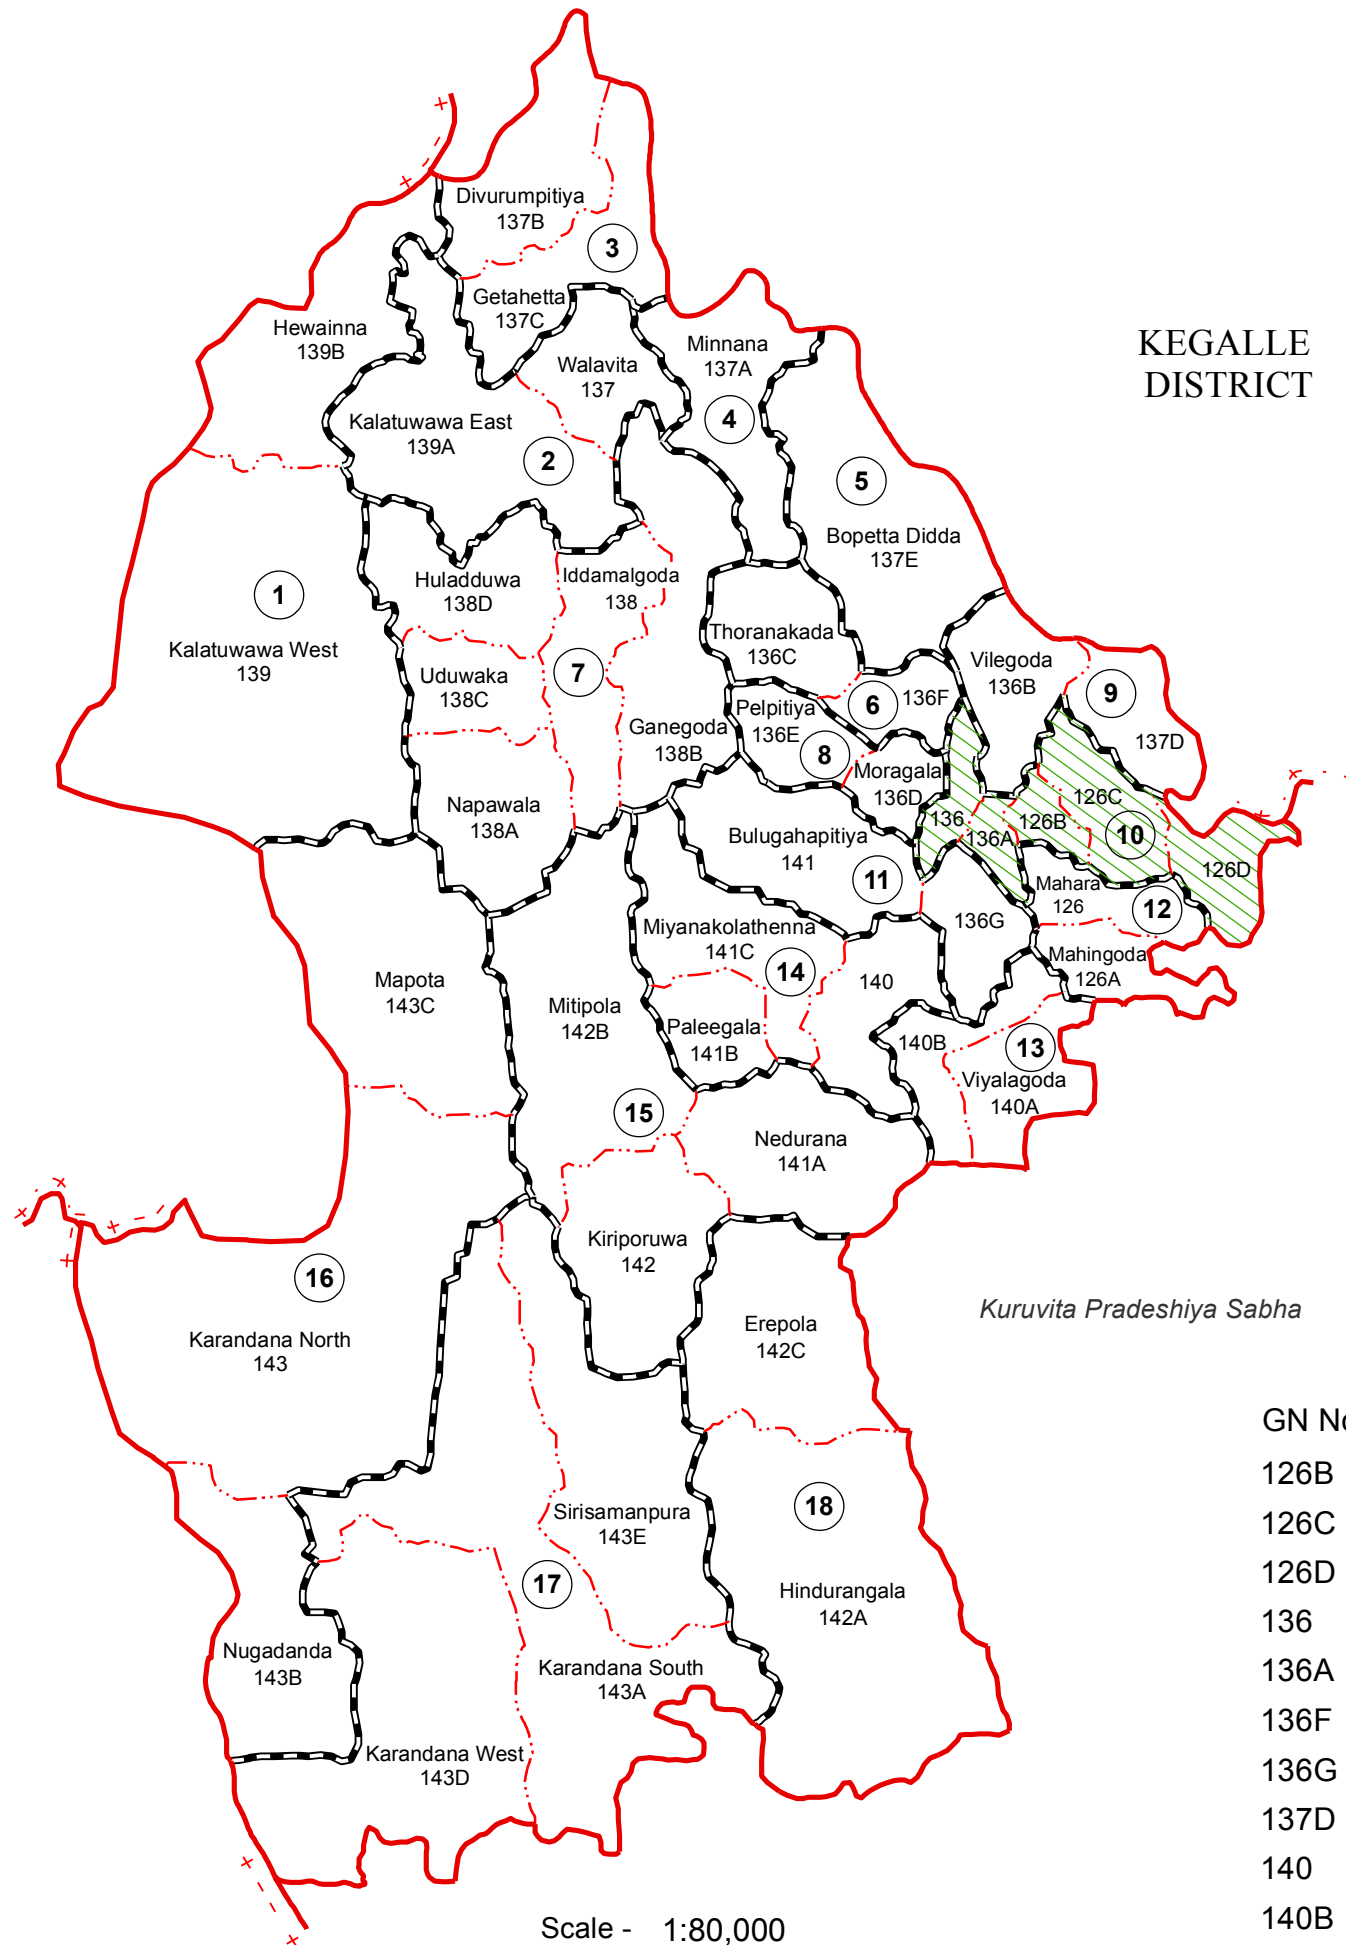 Divurumpitiya
137B
3
Getahetta
137C
Hewainna
139B
Walavita
137
Minnana
137A
KEGALLE
DISTRICT
4
Kalatuwawa East
139A
2
5
Bopetta Didda
137E
1
Huladduwa
138D
Iddamalgoda
138
Kalatuwawa West
139
Thoranakada
136C
Uduwaka
138C
7
Vilegoda
136B
9
6
136F
Pelpitiya
136E
Ganegoda
138B
137D
8
Moragala
136D
Napawala
138A
126C
136
126B
10
136A
Bulugahapitiya
141
126D
11
Mahara
126
12
136G
Miyanakolathenna
141C
Mahingoda
126A
14
140
Mapota
143C
Mitipola
142B
Paleegala
141B
140B
13
Viyalagoda
140A
15
Nedurana
141A
Kiriporuwa
142
16
Kuruvita Pradeshiya Sabha
Karandana North
143
Erepola
142C
GN No
126B
126C
126D
136
136A
136F
136G
137D
140
140B
18
Sirisamanpura
143E
17
Hindurangala
142A
Nugadanda
143B
Karandana South
143A
Karandana West
143D
Scale - 1:80,000